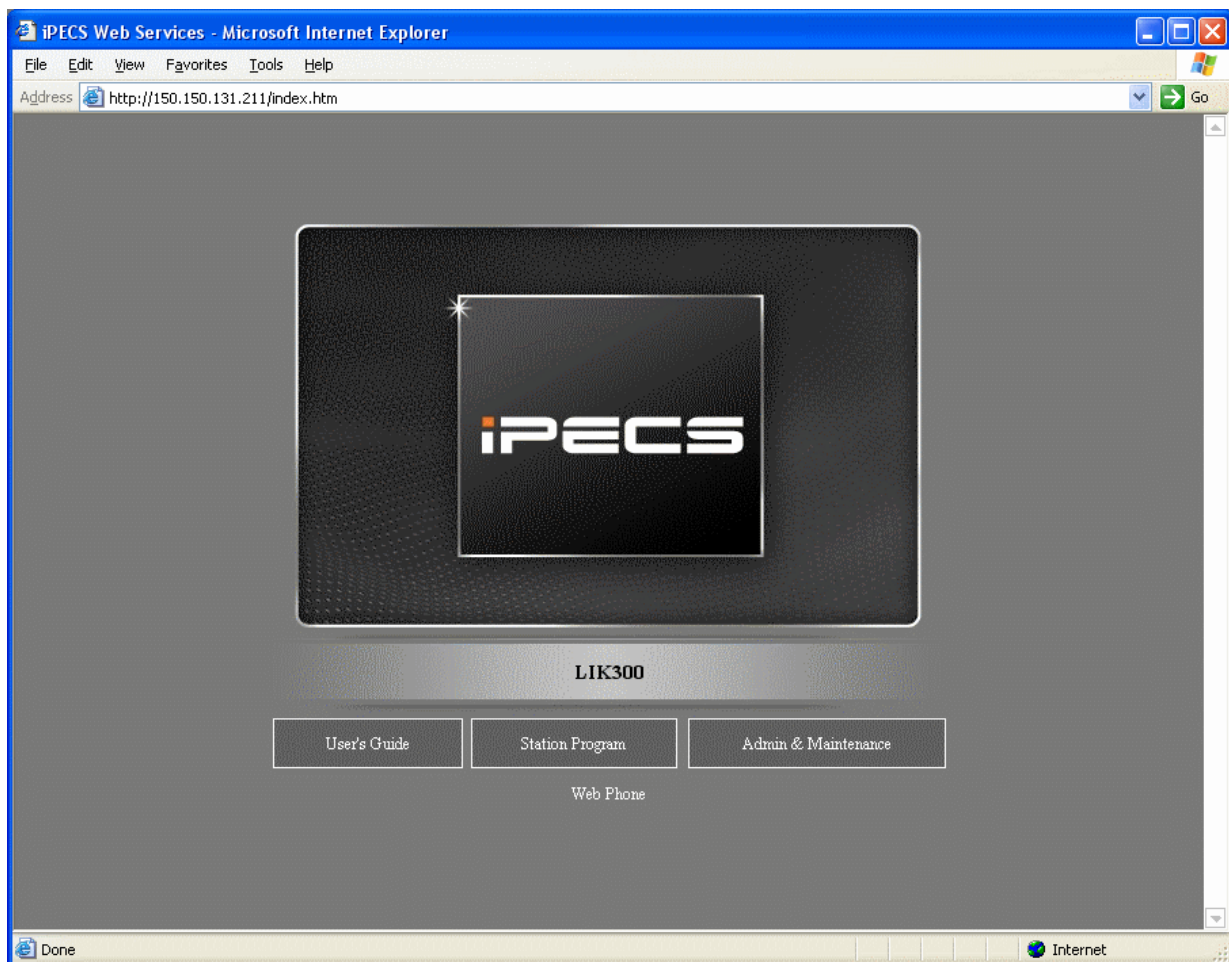 iPECS Web Services - Microsoft Internet Explorer
File Edit View Favorites Tools Help
Address http://150.150.131.211/index.htm Go
iPECS
LIK300
User's Guide Station Program Admin & Maintenance
Web Phone
Done Internet